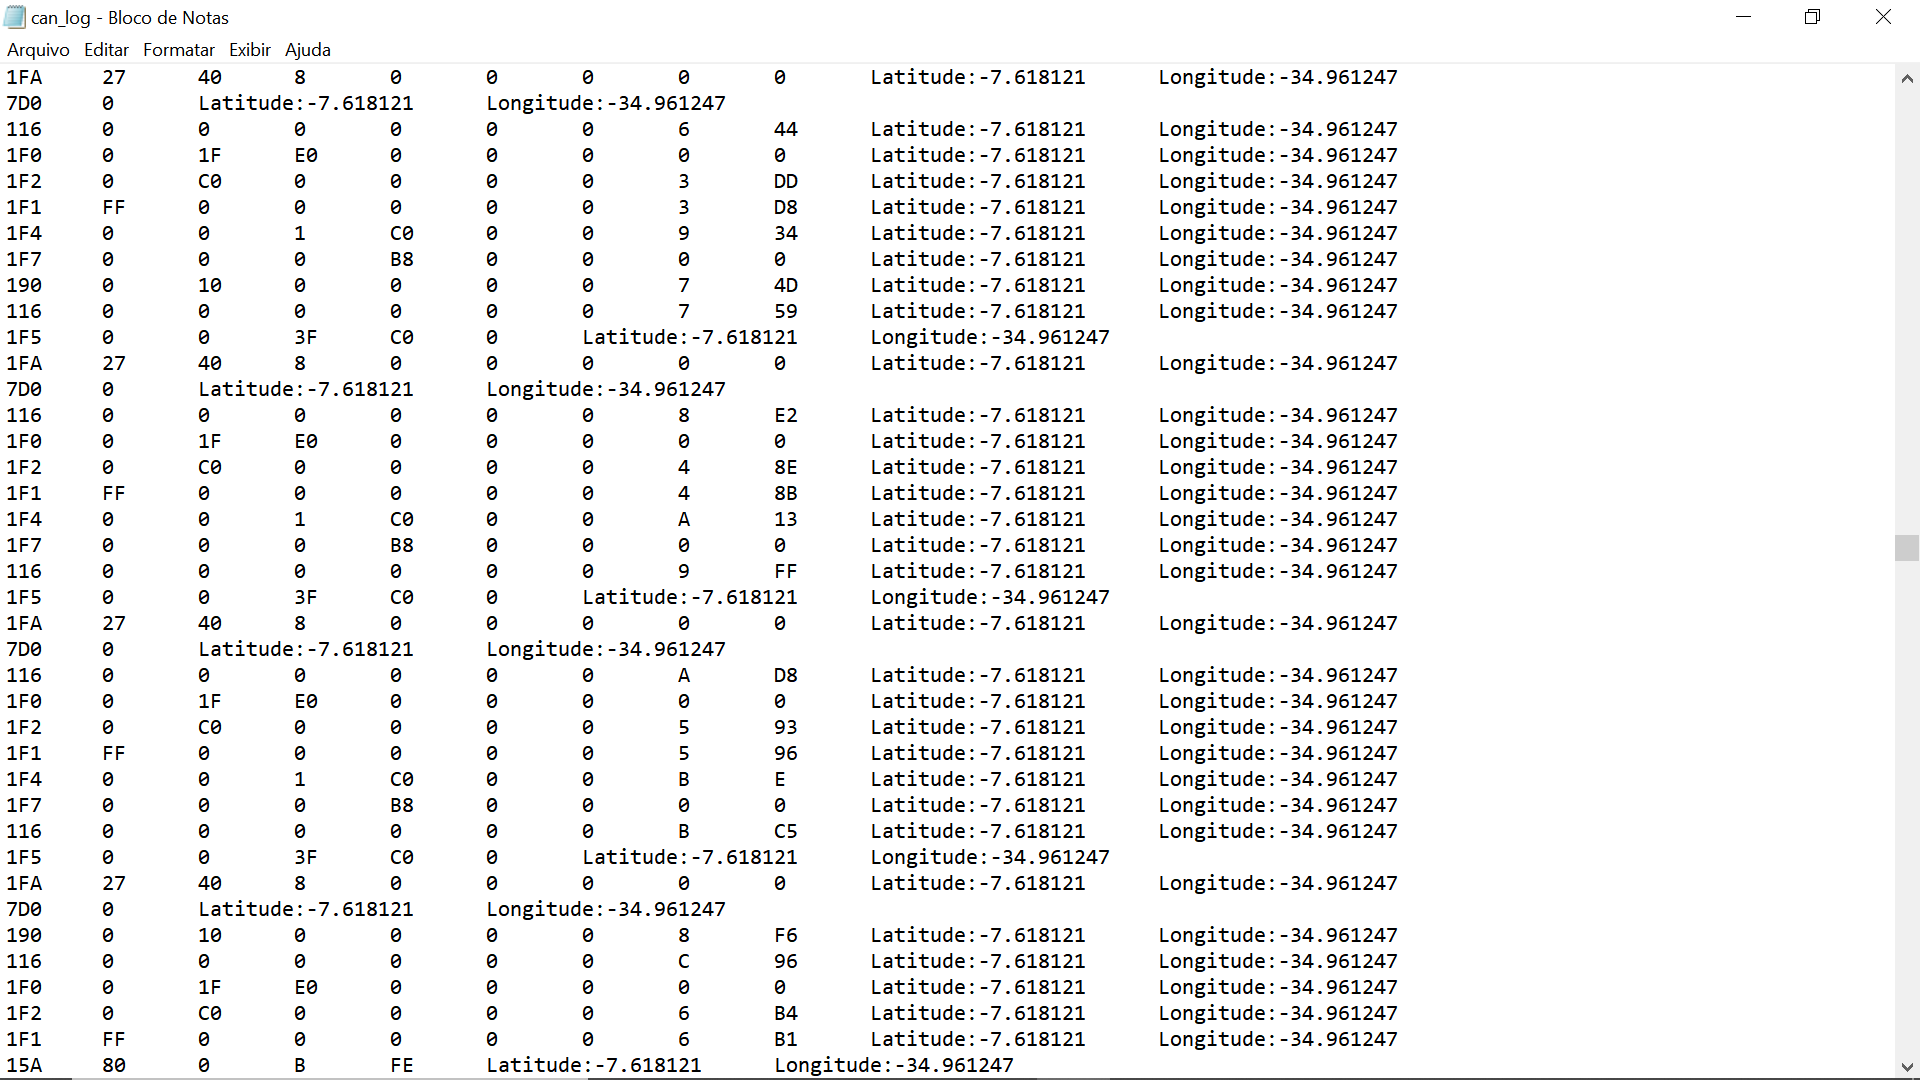 can_log - Bloco de Notas
Arquivo Editar Formatar Exibir Ajuda
1FA 27 40 8 0 0 0 0 0 Latitude:-7.618121 Longitude:-34.961247
7D0 0 Latitude:-7.618121 Longitude:-34.961247
116 0 0 0 0 0 0 6 44 Latitude:-7.618121 Longitude:-34.961247
1F0 0 1F E0 0 0 0 0 0 Latitude:-7.618121 Longitude:-34.961247
1F2 0 C0 0 0 0 0 3 DD Latitude:-7.618121 Longitude:-34.961247
1F1 FF 0 0 0 0 0 3 D8 Latitude:-7.618121 Longitude:-34.961247
1F4 0 0 1 C0 0 0 9 34 Latitude:-7.618121 Longitude:-34.961247
1F7 0 0 0 B8 0 0 0 0 Latitude:-7.618121 Longitude:-34.961247
190 0 10 0 0 0 0 7 4D Latitude:-7.618121 Longitude:-34.961247
116 0 0 0 0 0 0 7 59 Latitude:-7.618121 Longitude:-34.961247
1F5 0 0 3F C0 0 Latitude:-7.618121 Longitude:-34.961247
1FA 27 40 8 0 0 0 0 0 Latitude:-7.618121 Longitude:-34.961247
7D0 0 Latitude:-7.618121 Longitude:-34.961247
116 0 0 0 0 0 0 8 E2 Latitude:-7.618121 Longitude:-34.961247
1F0 0 1F E0 0 0 0 0 0 Latitude:-7.618121 Longitude:-34.961247
1F2 0 C0 0 0 0 0 4 8E Latitude:-7.618121 Longitude:-34.961247
1F1 FF 0 0 0 0 0 4 8B Latitude:-7.618121 Longitude:-34.961247
1F4 0 0 1 C0 0 0 A 13 Latitude:-7.618121 Longitude:-34.961247
1F7 0 0 0 B8 0 0 0 0 Latitude:-7.618121 Longitude:-34.961247
116 0 0 0 0 0 0 9 FF Latitude:-7.618121 Longitude:-34.961247
1F5 0 0 3F C0 0 Latitude:-7.618121 Longitude:-34.961247
1FA 27 40 8 0 0 0 0 0 Latitude:-7.618121 Longitude:-34.961247
7D0 0 Latitude:-7.618121 Longitude:-34.961247
116 0 0 0 0 0 0 A D8 Latitude:-7.618121 Longitude:-34.961247
1F0 0 1F E0 0 0 0 0 0 Latitude:-7.618121 Longitude:-34.961247
1F2 0 C0 0 0 0 0 5 93 Latitude:-7.618121 Longitude:-34.961247
1F1 FF 0 0 0 0 0 5 96 Latitude:-7.618121 Longitude:-34.961247
1F4 0 0 1 C0 0 0 B E Latitude:-7.618121 Longitude:-34.961247
1F7 0 0 0 B8 0 0 0 0 Latitude:-7.618121 Longitude:-34.961247
116 0 0 0 0 0 0 B C5 Latitude:-7.618121 Longitude:-34.961247
1F5 0 0 3F C0 0 Latitude:-7.618121 Longitude:-34.961247
1FA 27 40 8 0 0 0 0 0 Latitude:-7.618121 Longitude:-34.961247
7D0 0 Latitude:-7.618121 Longitude:-34.961247
190 0 10 0 0 0 0 8 F6 Latitude:-7.618121 Longitude:-34.961247
116 0 0 0 0 0 0 C 96 Latitude:-7.618121 Longitude:-34.961247
1F0 0 1F E0 0 0 0 0 0 Latitude:-7.618121 Longitude:-34.961247
1F2 0 C0 0 0 0 0 6 B4 Latitude:-7.618121 Longitude:-34.961247
1F1 FF 0 0 0 0 0 6 B1 Latitude:-7.618121 Longitude:-34.961247
15A 80 0 B FE Latitude:-7.618121 Longitude:-34.961247